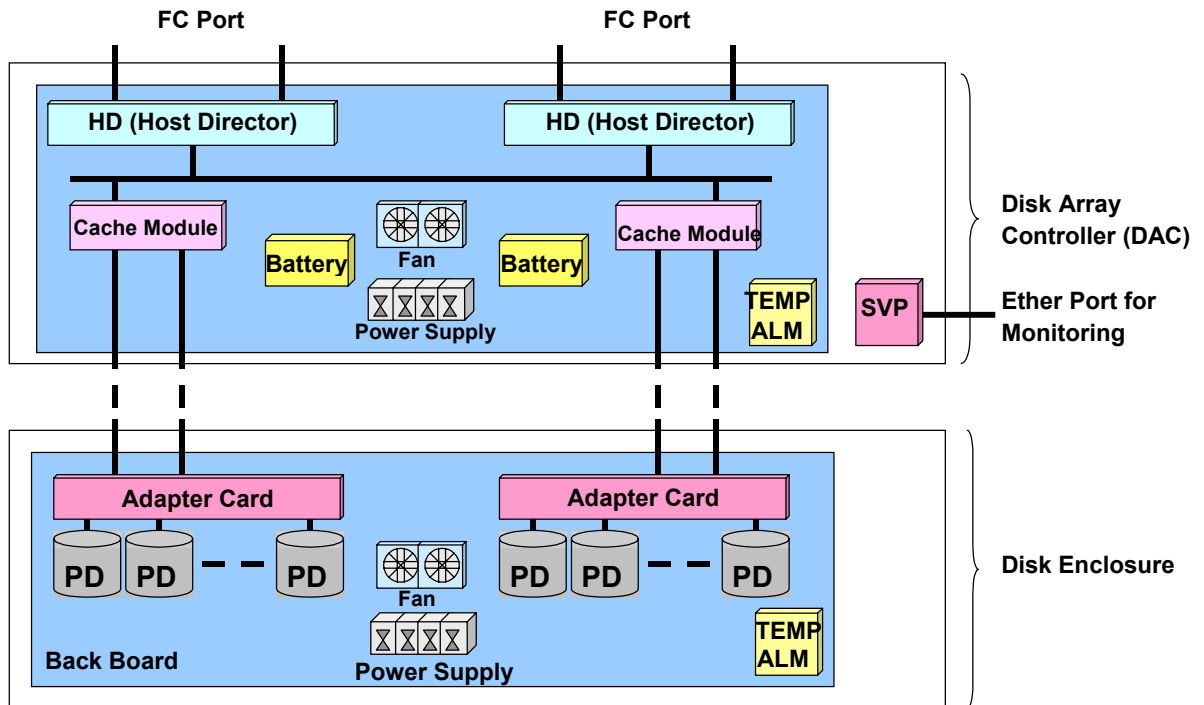 FC Port
FC Port
HD (Host Director)
HD (Host Director)
Cache Module
Cache Module
Battery
Fan
Battery
Power Supply
TEMP
ALM
SVP
Disk Array
Controller (DAC)
Ether Port for
Monitoring
Adapter Card
Adapter Card
PD
PD
PD
PD
PD
PD
Fan
Disk Enclosure
Back Board
Power Supply
TEMP
ALM